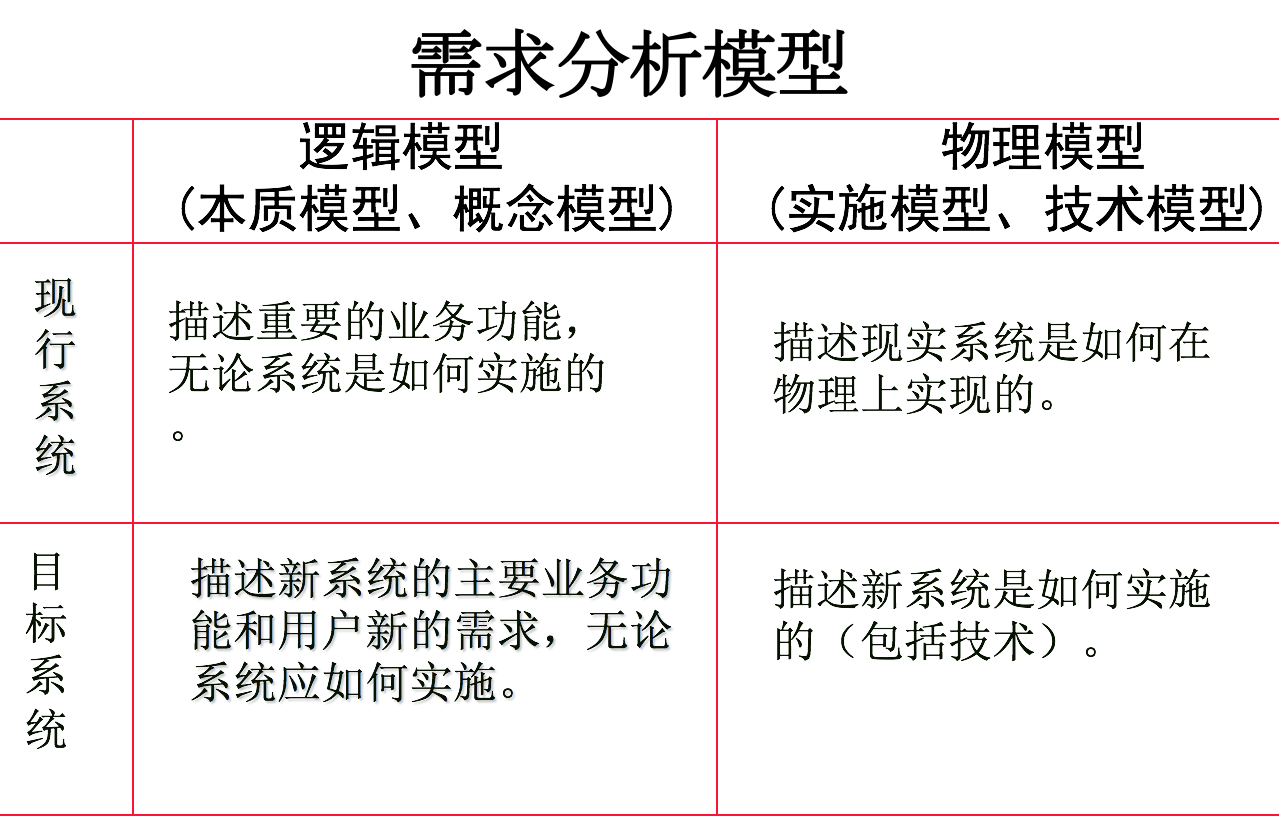 需求分析模型
逻辑模型
(本质模型、概念模型)
物理模型
(实施模型、技术模型)
现
行
系
统
描述重要的业务功能，
无论系统是如何实施的
。
描述现实系统是如何在
物理上实现的。
目
标
系
统
描述新系统的主要业务功
能和用户新的需求，无论
系统应如何实施。
描述新系统是如何实施
的（包括技术）。